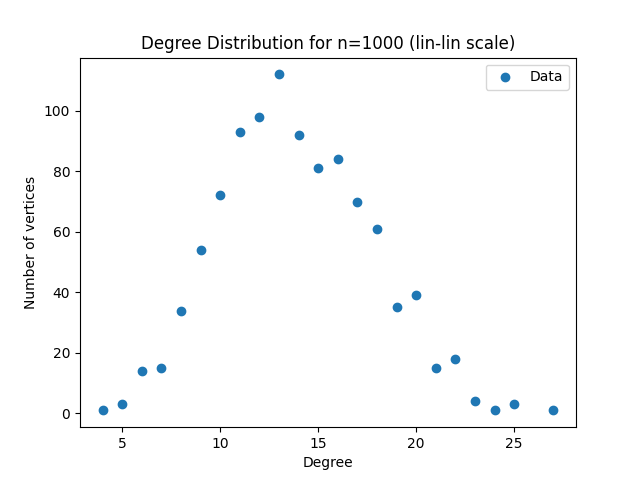 Degree Distribution for n=1000 (lin-lin scale)
Data
100
80
60
40
20
0
Number of vertices
5 10 15 20 25
Degree